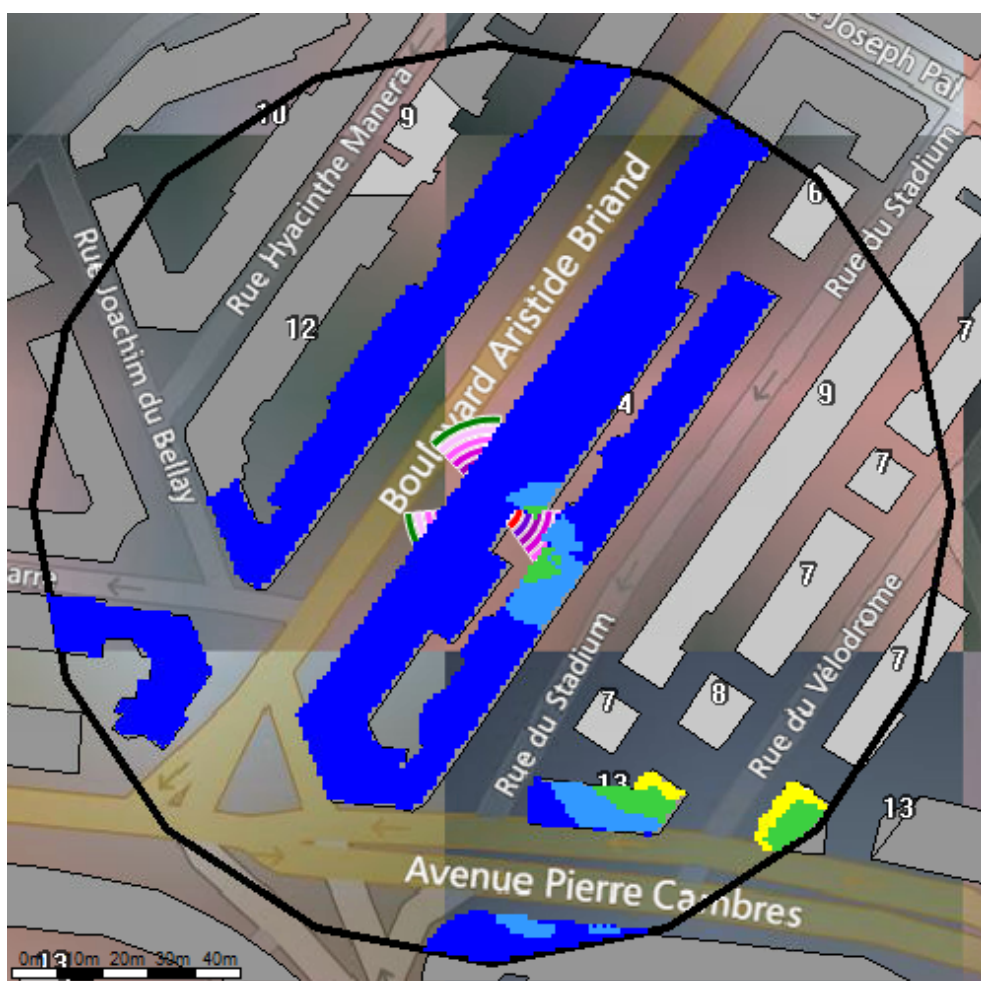 e Joseph Pal
10
9
Rue Hyacinthe Manera
Boulevard Aristide Briand
6
Rue du Stadium
Rue Joachim du Bellay
12
7
4
9
7
arre
7
Rue du Stadium
Rue du Vélodrome
7
7
8
13
13
Avenue Pierre Cambres
13
0m 10m 20m 30m 40m